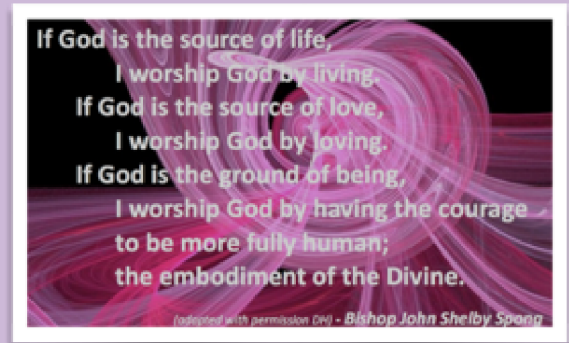 If God is the source of life,
I worship God by living.
If God is the source of love,
I worship God by loving.
If God is the ground of being,
I worship God by having the courage
to be more fully human;
the embodiment of the Divine.
(adapted with permission DM) - Bishop John Shelby Spong